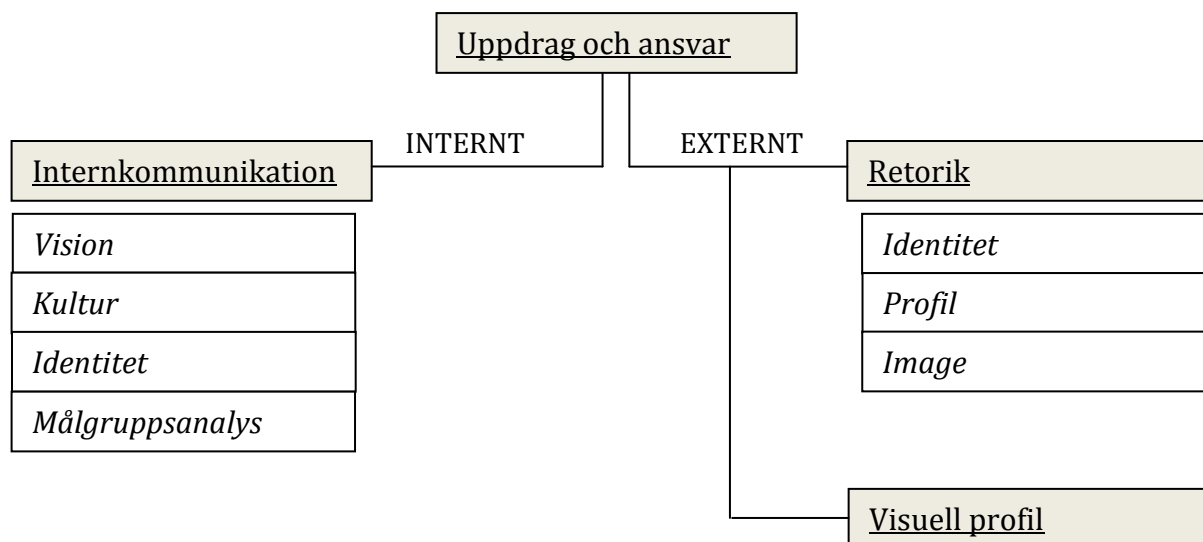 Uppdrag och ansvar
INTERNT
EXTERNT
Internkommunikation
Retorik
Vision
Kultur
Identitet
Målgruppsanalys
Identitet
Profil
Image
Visuell profil